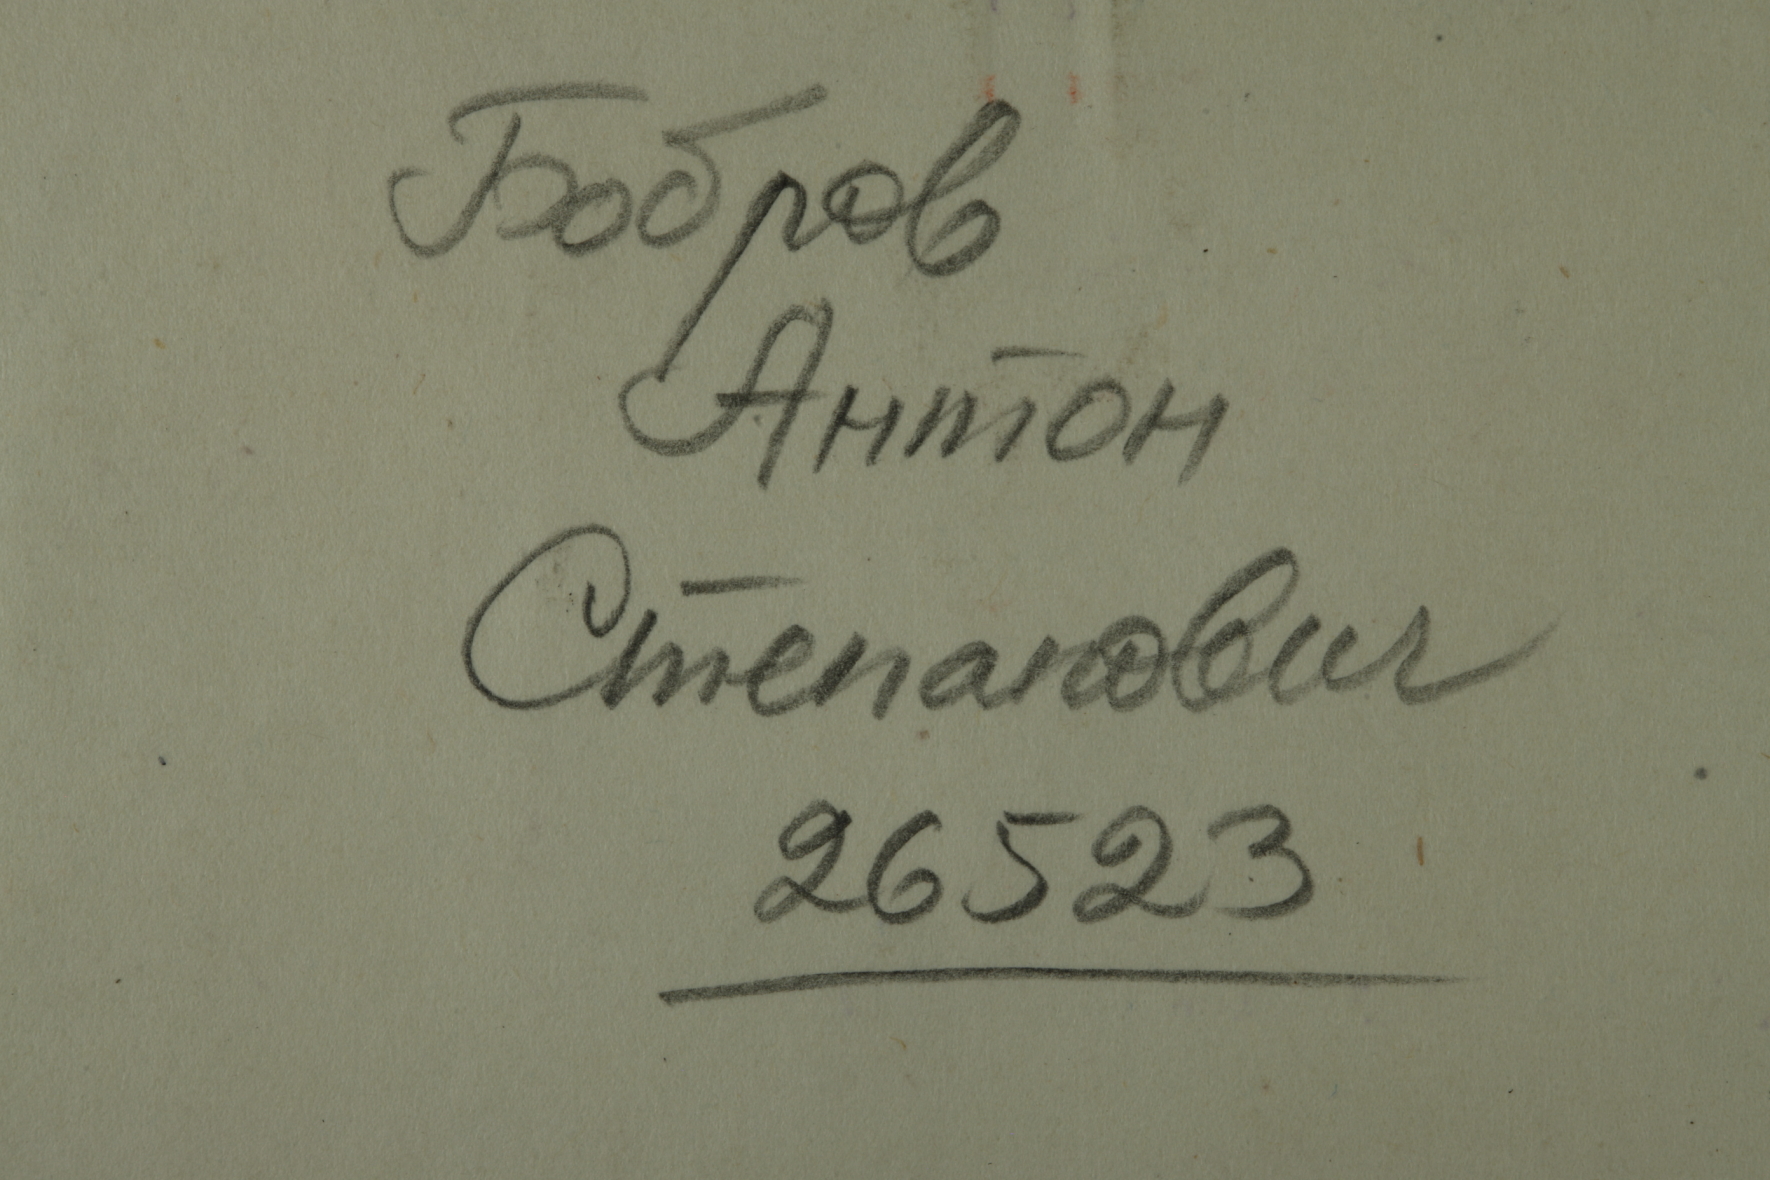 Бобров
Антон
Степанович
26523